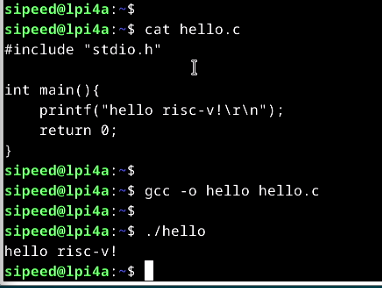 sipeed@lpi4a:~$
sipeed@lpi4a:~$ cat hello.c
#include "stdio.h"

int main(){
    printf("hello risc-v!\r\n");
    return 0;
}
sipeed@lpi4a:~$
sipeed@lpi4a:~$ gcc -o hello hello.c
sipeed@lpi4a:~$
sipeed@lpi4a:~$ ./hello
hello risc-v!
sipeed@lpi4a:~$